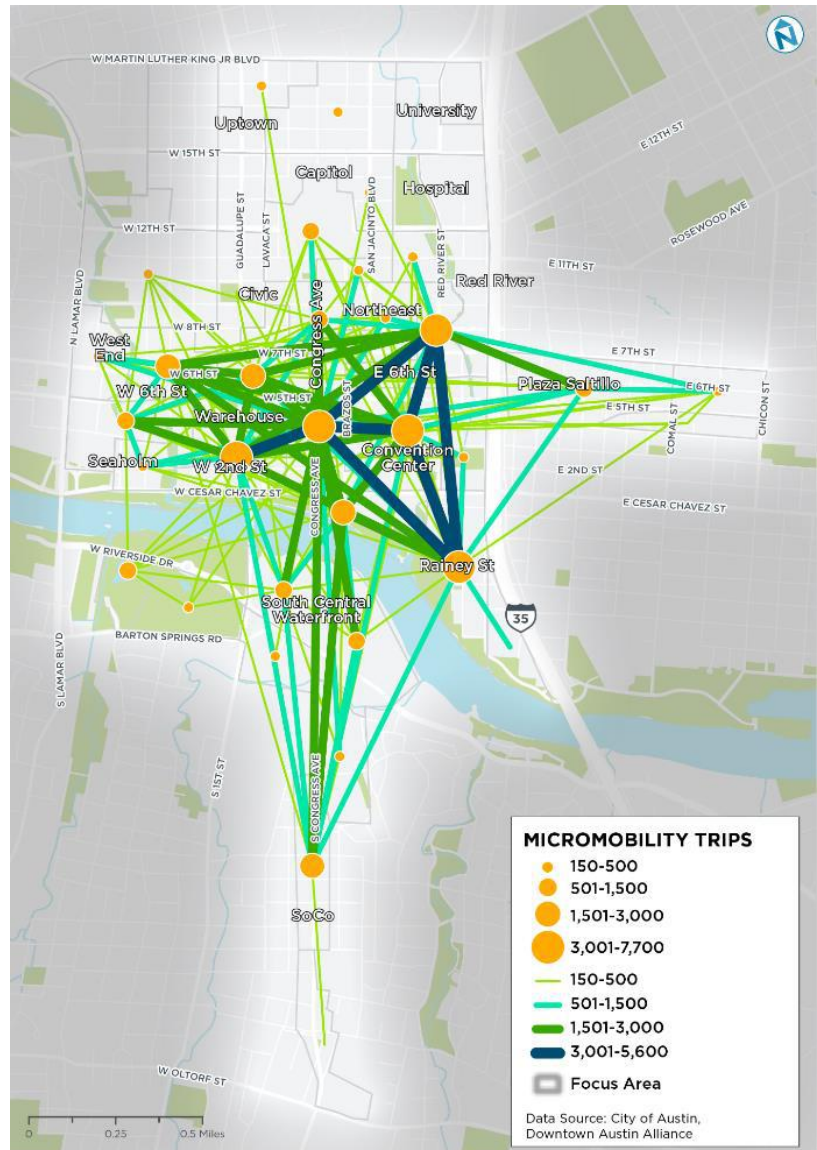 W MARTIN LUTHER KING JR BLVD
Uptown
University
W 15TH ST
E 12TH ST
Capitol
Hospital
SAN JACINTO BLVD
GUADALUPE ST
LAVACA ST
W 12TH ST
ROSEWOOD AVE
RED RIVER ST
E 11TH ST
Red River
N LAMAR BLVD
Civic
Congress Ave
Northeast
W 8TH ST
West
End
W 7TH ST
E 7TH ST
W 6TH ST
W 6th St
E 6th St
Plaza Saltillo
E 6TH ST
W 5TH ST
BRAZOS ST
E 5TH ST
COMAL ST
CHICON ST
Warehouse
Convention
Center
Seaholm
W 2nd St
E 2ND ST
W CESAR CHAVEZ ST
CONGRESS AVE
E CESAR CHAVEZ ST
W RIVERSIDE DR
Rainey St
South Central
Waterfront
35
BARTON SPRINGS RD
S LAMAR BLVD
S 1ST ST
S CONGRESS AVE
SoCo
W OLTORF ST
0
0.25
0.5 Miles
MICROMOBILITY TRIPS
150-500
501-1,500
1,501-3,000
3,001-7,700
150-500
501-1,500
1,501-3,000
3,001-5,600
Focus Area
Data Source: City of Austin,
Downtown Austin Alliance
N